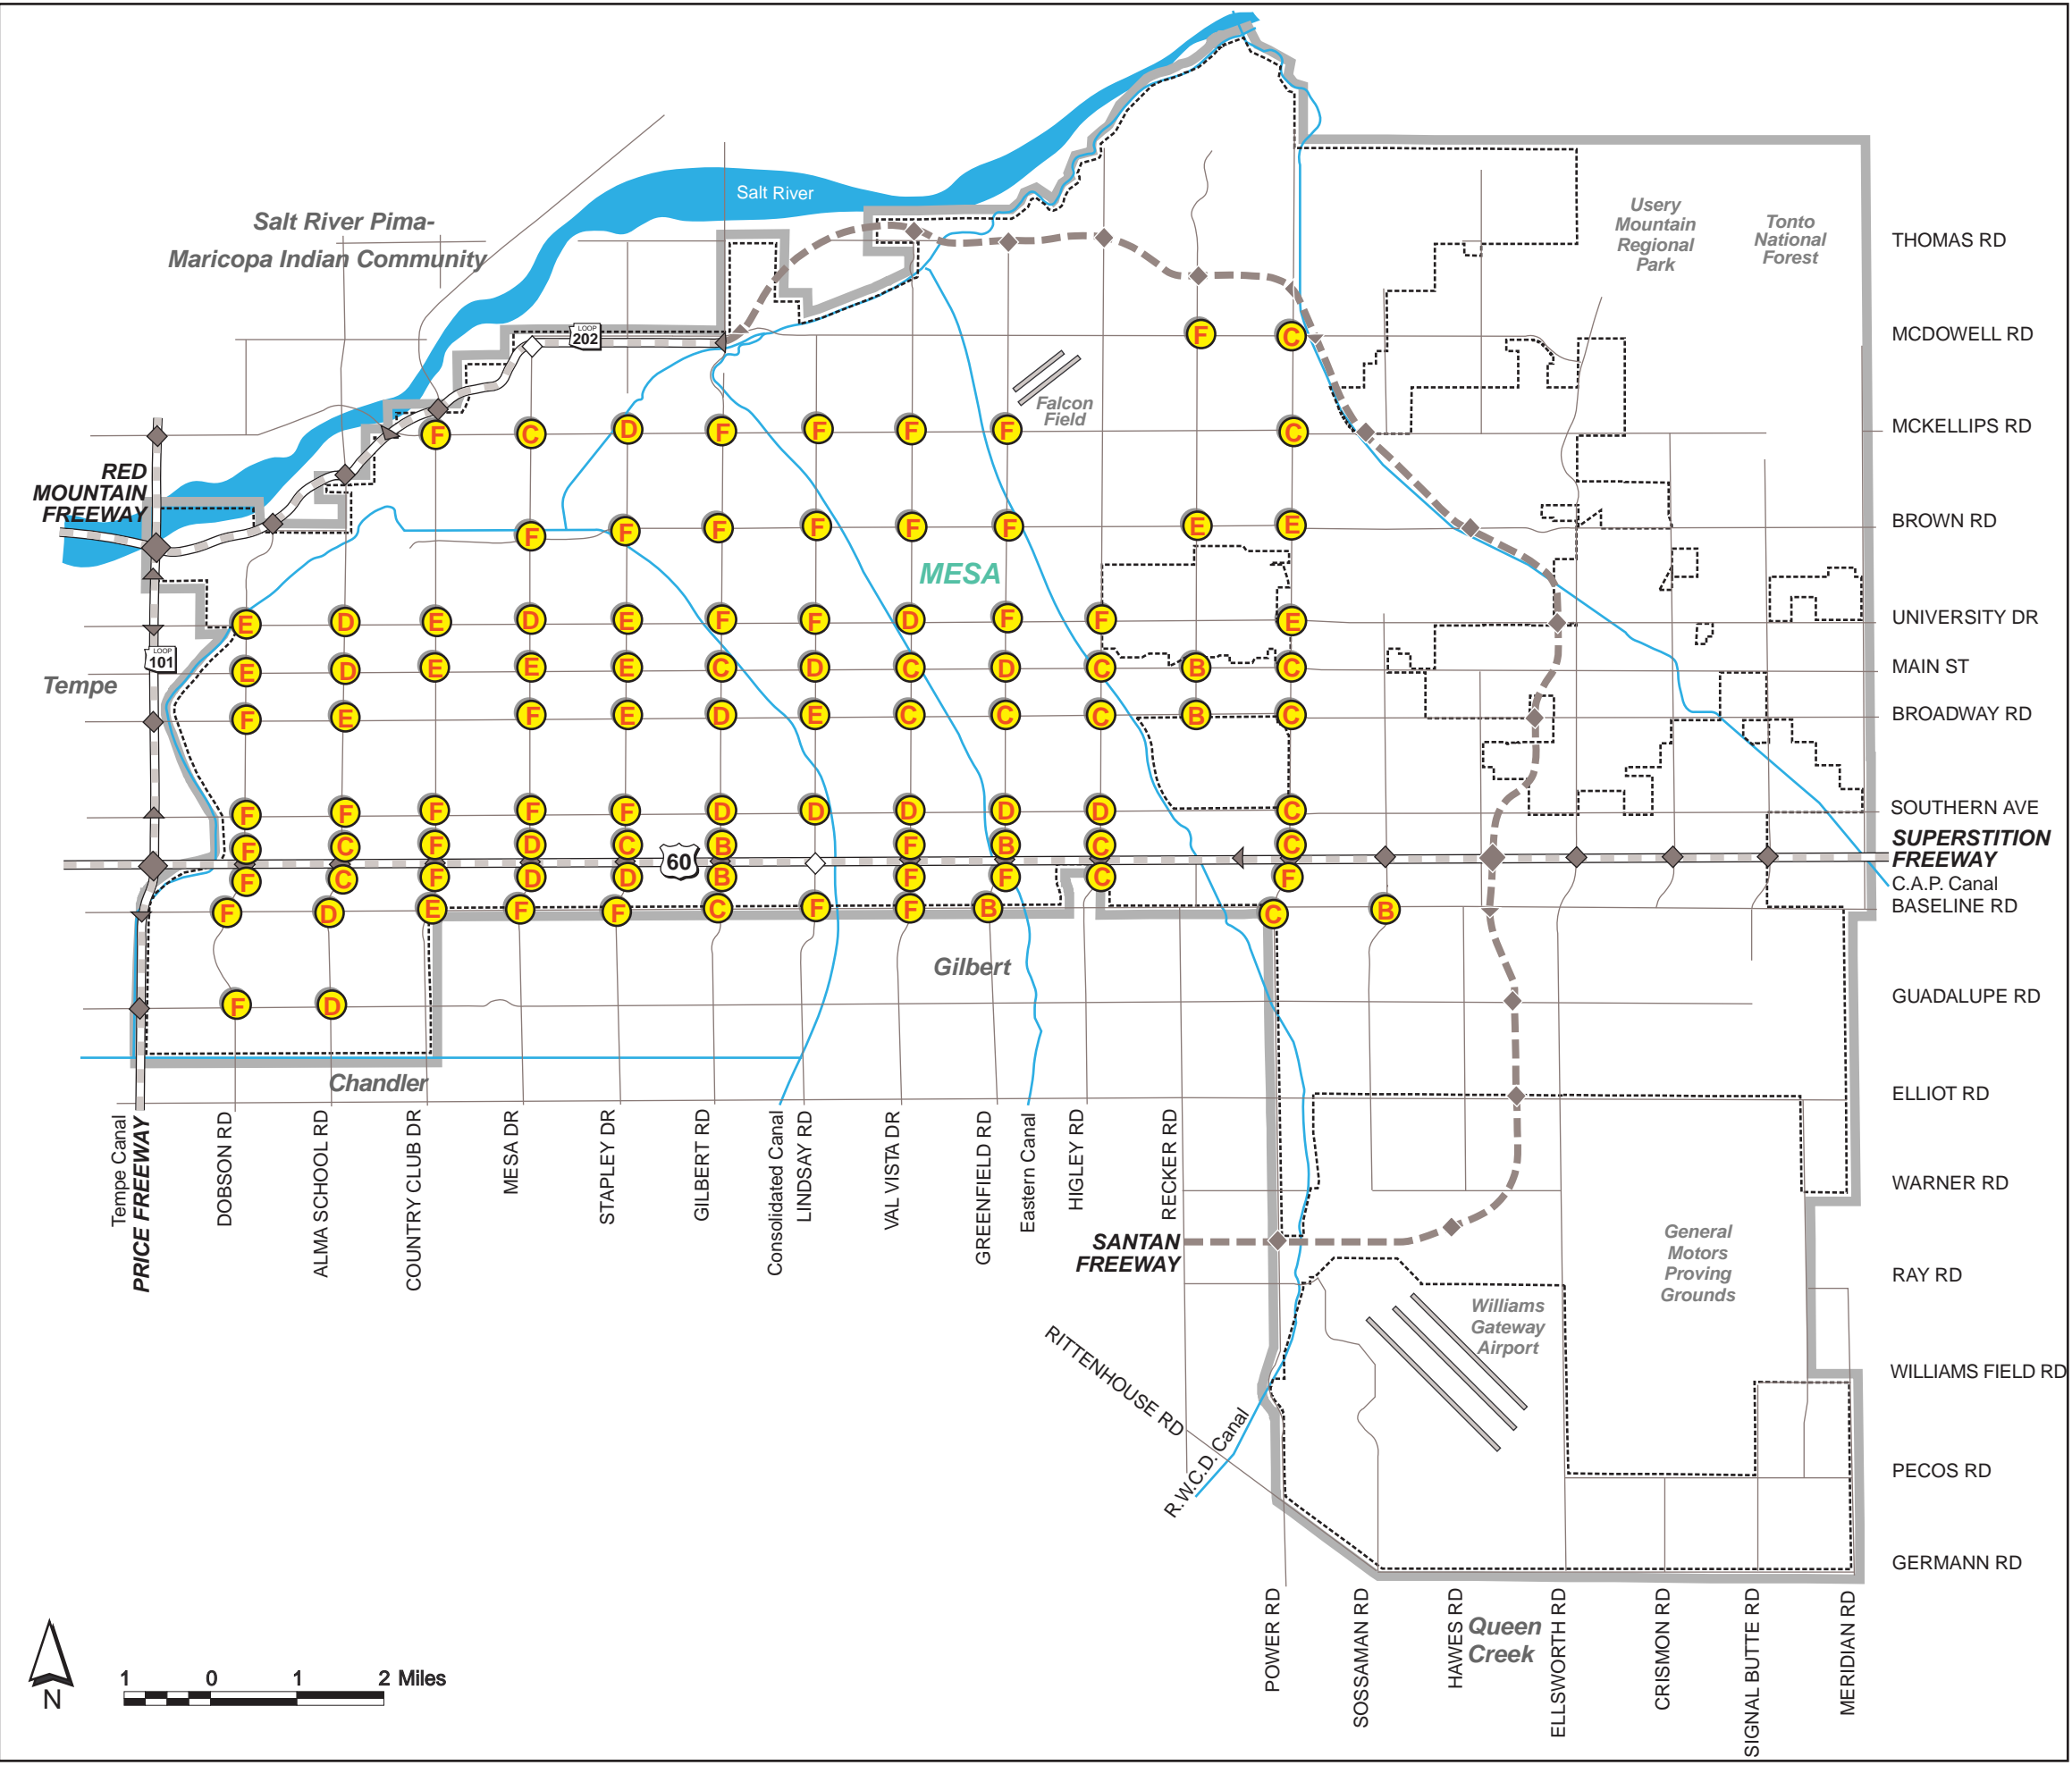 Salt River
Salt River Pima-
Maricopa Indian Community
Usery
Mountain
Regional
Park
Tonto
National
Forest
THOMAS RD
LOOP
202
F C
MCDOWELL RD
Falcon
Field
F C D F F F F C
MCKELLIPS RD
RED
MOUNTAIN
FREEWAY
F F F F F F E E
BROWN RD
MESA
E D E D E F F D F F E
UNIVERSITY DR
LOOP
101
E D E E E C D C D C B C
MAIN ST
Tempe
F E F E D E C C C B C
BROADWAY RD
F F F F F D D D D D C
SOUTHERN AVE
F C F D C B F B C C
SUPERSTITION
FREEWAY
60
F C F D D B F F C F
C.A.P. Canal
F D E F F C F F B C B
BASELINE RD
Gilbert
F D
GUADALUPE RD
Chandler
ELLIOT RD
Tempe Canal
PRICE FREEWAY
DOBSON RD
ALMA SCHOOL RD
COUNTRY CLUB DR
MESA DR
STAPLEY DR
GILBERT RD
Consolidated Canal
LINDSAY RD
VAL VISTA DR
GREENFIELD RD
Eastern Canal
HIGLEY RD
RECKER RD
WARNER RD
SANTAN
FREEWAY
General
Motors
Proving
Grounds
RAY RD
Williams
Gateway
Airport
RITTENHOUSE RD
WILLIAMS FIELD RD
R.W.C.D. Canal
PECOS RD
GERMANN RD
POWER RD
SOSSAMAN RD
HAWES RD
Queen
Creek
ELLSWORTH RD
CRISMON RD
SIGNAL BUTTE RD
MERIDIAN RD
N
1 0 1 2 Miles